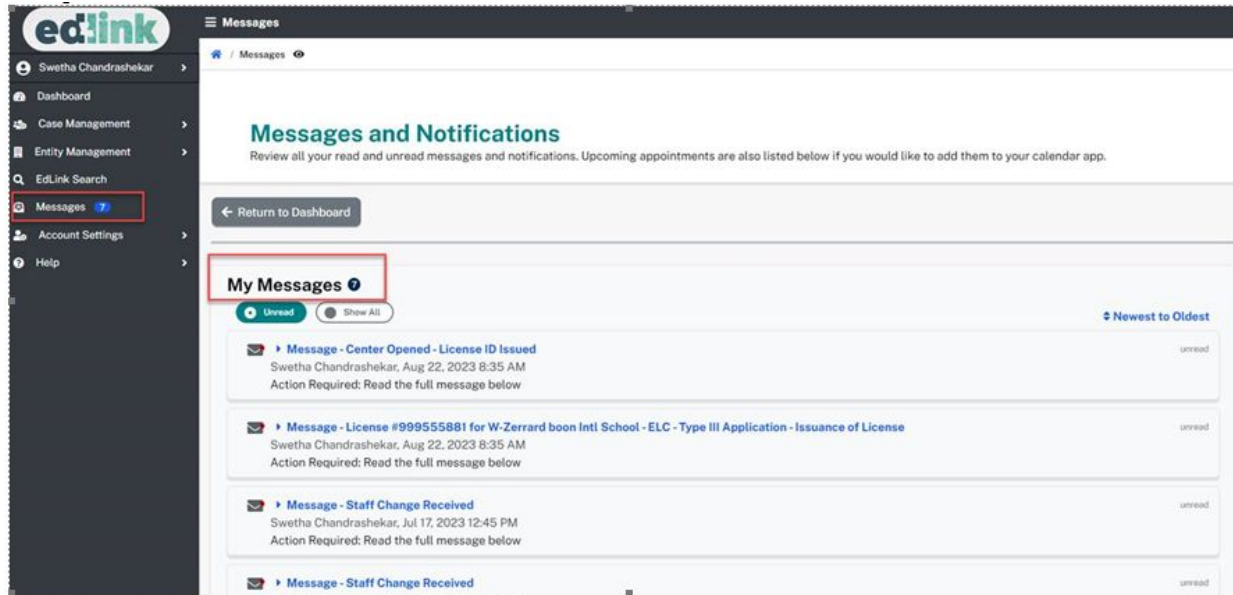 ed:link
Messages
/ Messages
Swetha Chandrashekar
Dashboard
Case Management
Entity Management
EdLink Search
Messages 7
Account Settings
Help
Messages and Notifications
Review all your read and unread messages and notifications. Upcoming appointments are also listed below if you would like to add them to your calendar app.
Return to Dashboard
My Messages ?
Unread Show All
Newest to Oldest
Message - Center Opened - License ID Issued unread
Swetha Chandrashekar, Aug 22, 2023 8:35 AM
Action Required: Read the full message below
Message - License #999555881 for W-Zerrard boon Intl School - ELC - Type III Application - Issuance of License unread
Swetha Chandrashekar, Aug 22, 2023 8:35 AM
Action Required: Read the full message below
Message - Staff Change Received unread
Swetha Chandrashekar, Jul 17, 2023 12:45 PM
Action Required: Read the full message below
Message - Staff Change Received unread